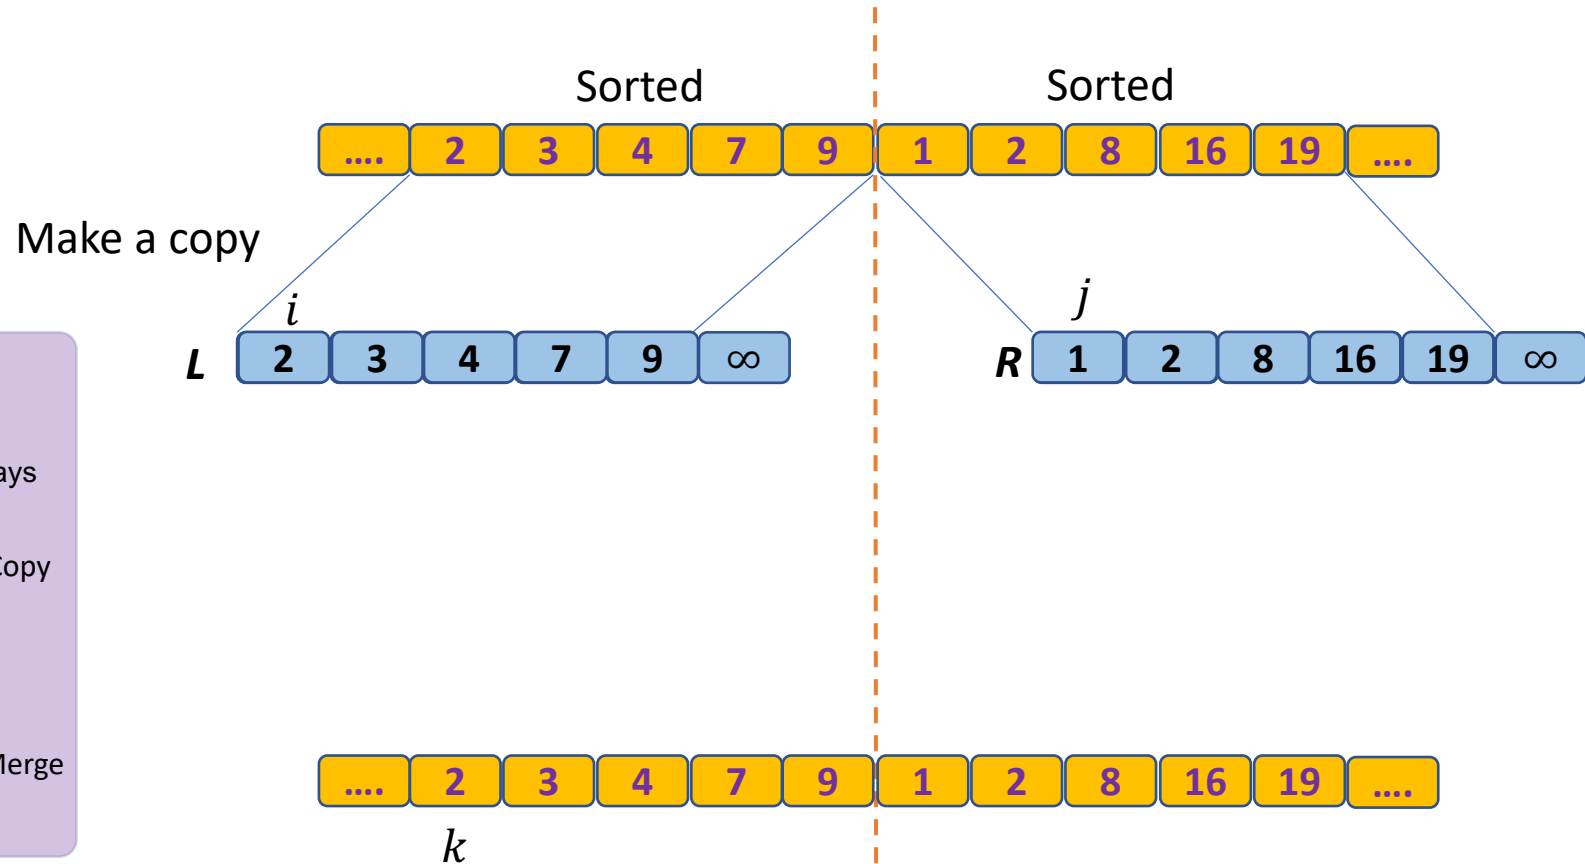 Sorted Sorted
.... 2 3 4 7 9 1 2 8 16 19 ....
Make a copy
i j
L 2 3 4 7 9 ∞ R 1 2 8 16 19 ∞
ays
Copy
Merge
.... 2 3 4 7 9 1 2 8 16 19 ....
k